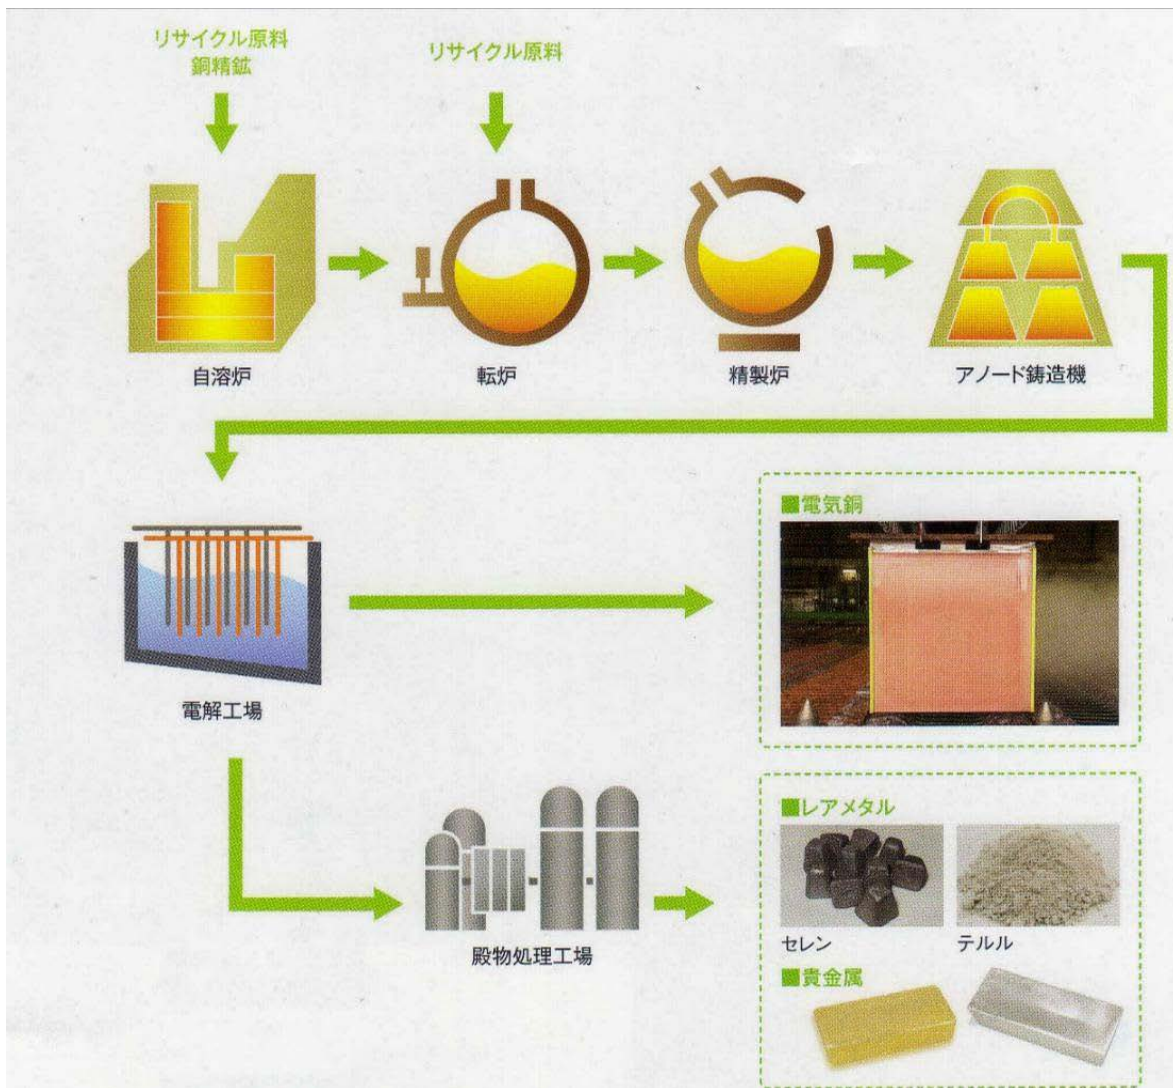 リサイクル原料
銅精鉱
リサイクル原料
自溶炉
転炉
精製炉
アノード鋳造機
■電気銅
電解工場
■レアメタル
セレン
テルル
殿物処理工場
■貴金属